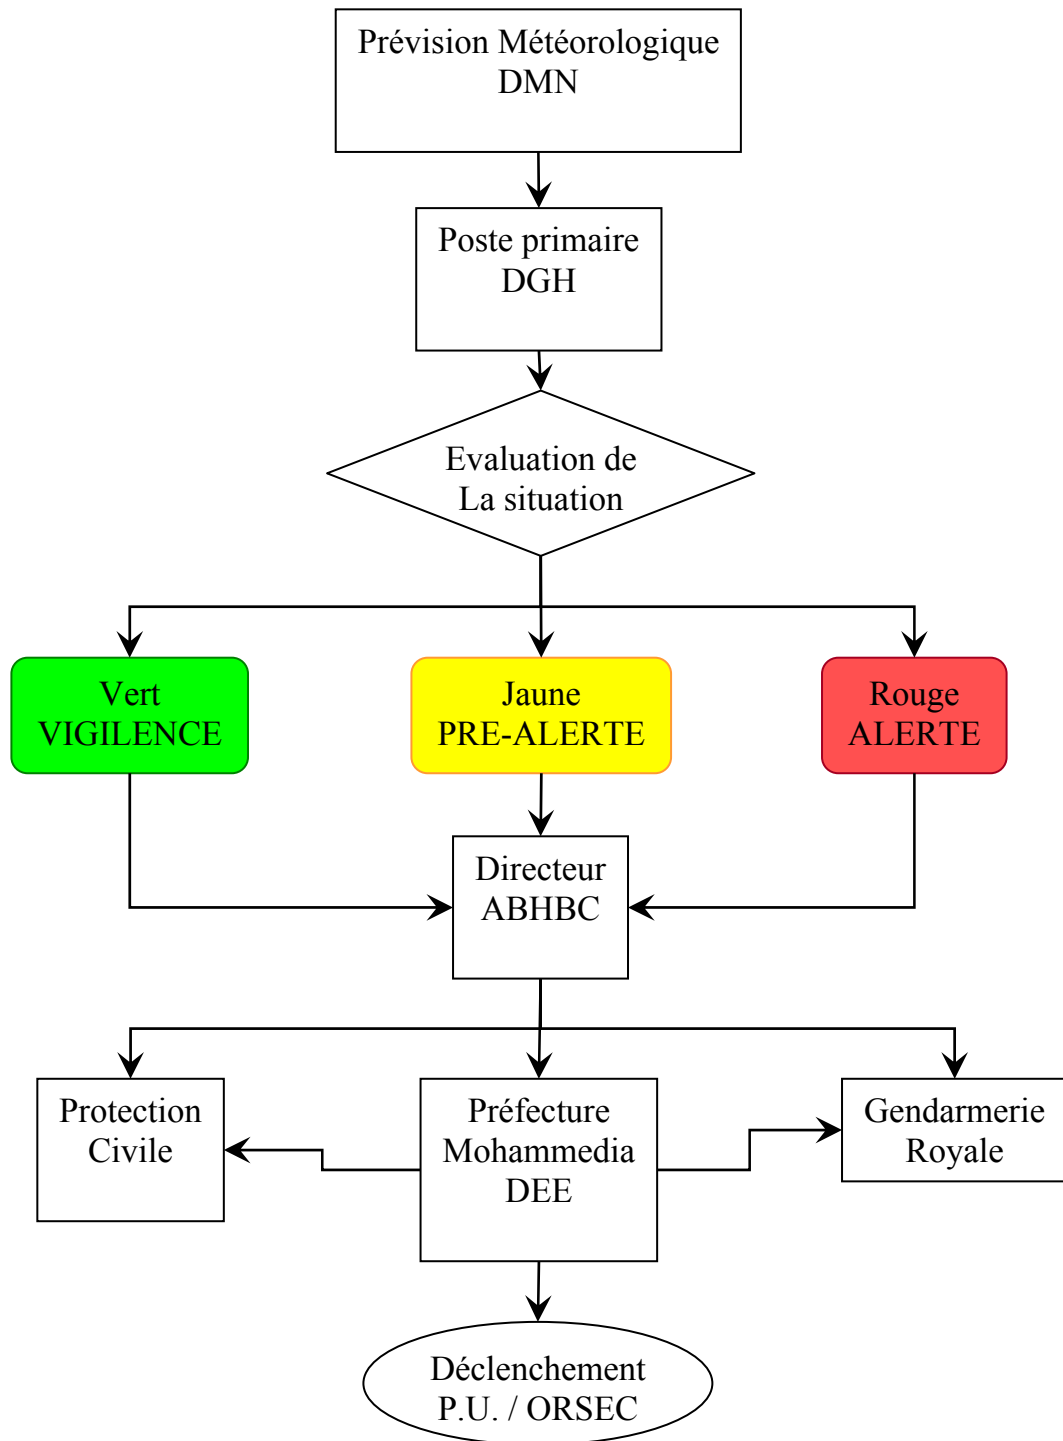 Prévision Météorologique
DMN
Poste primaire
DGH
Evaluation de
La situation
Vert
VIGILENCE
Jaune
PRE-ALERTE
Rouge
ALERTE
Directeur
ABHBC
Protection
Civile
Préfecture
Mohammedia
DEE
Gendarmerie
Royale
Déclenchement
P.U. / ORSEC